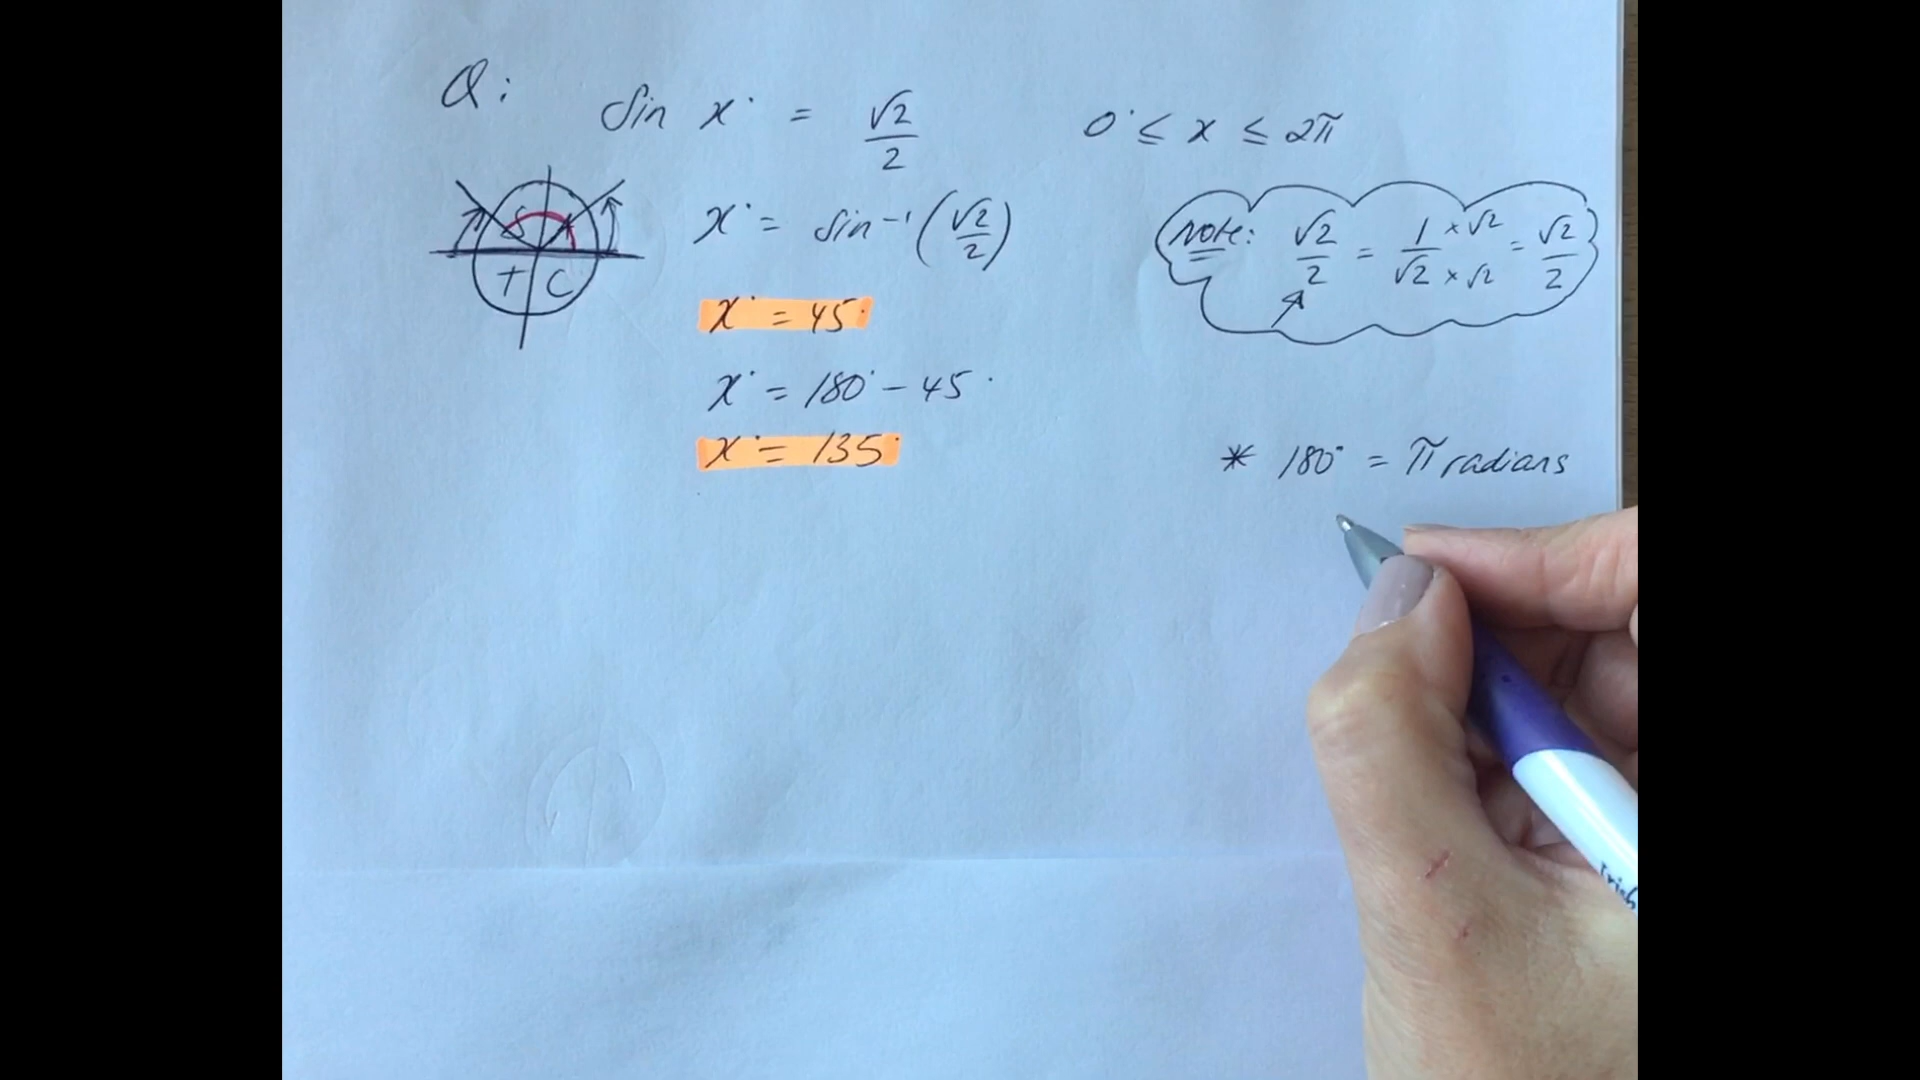 Q: Sin x° = √2/2 0° ≤ x ≤ 2π
S A
T C
x° = sin⁻¹(√2/2)
Note: √2/2 = 1/√2 ×√2/×√2 = √2/2
x° = 45°
x° = 180° - 45°
x° = 135°
* 180° = π radians